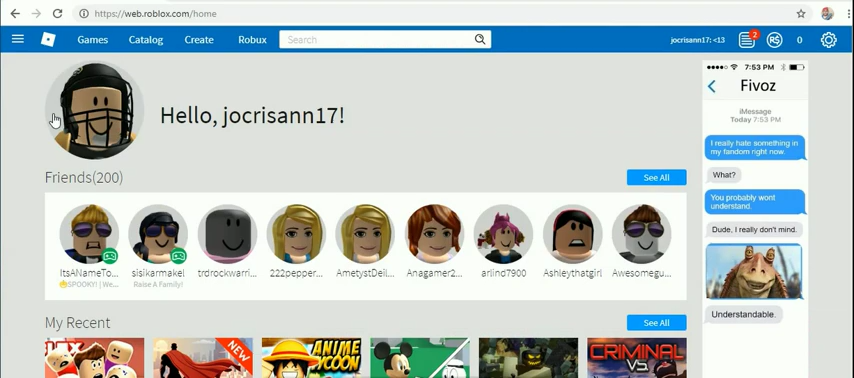 https://web.roblox.com/home
Games
Catalog
Create
Robux
Search
jocrisann17: <13
2
R$
0
Hello, jocrisann17!
Friends(200)
See All
ItsANameTo...
SPOOKY! | We...
sisikarmakel
Raise A Family!
trdrockwarri...
222pepper...
AmetystDeli...
Anagamer2...
arlind7900
Ashleythatgirl
Awesomegu...
My Recent
See All
NEW
ANIME
TYCOON
CRIMINAL
VS.
7:53 PM
Fivoz
iMessage
Today 7:53 PM
I really hate something in
my fandom right now.
What?
You probably wont
understand.
Dude, I really don't mind.
Understandable.